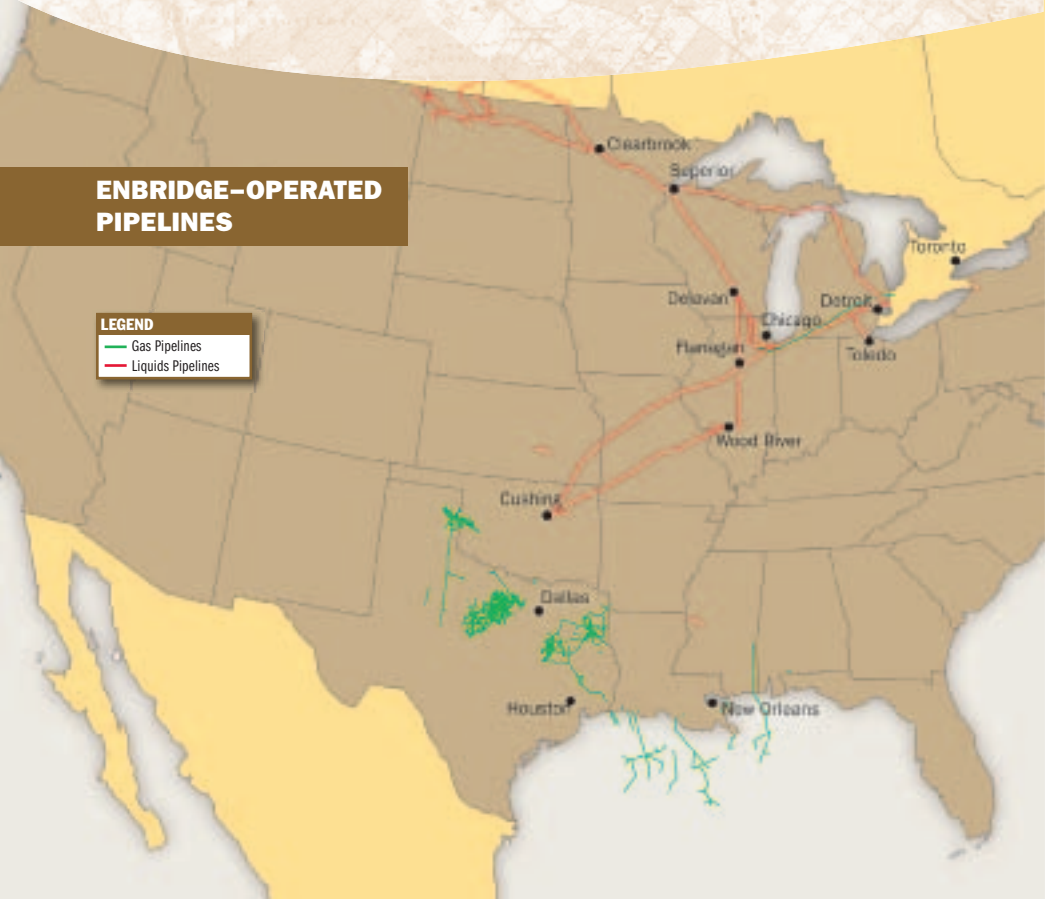 Clearbrook
Superior
ENBRIDGE–OPERATED
PIPELINES
Toronto
Delavan
Detroit
LEGEND
Gas Pipelines
Liquids Pipelines
Chicago
Flanagan
Toledo
Wood River
Cushing
Dallas
Houston
New Orleans